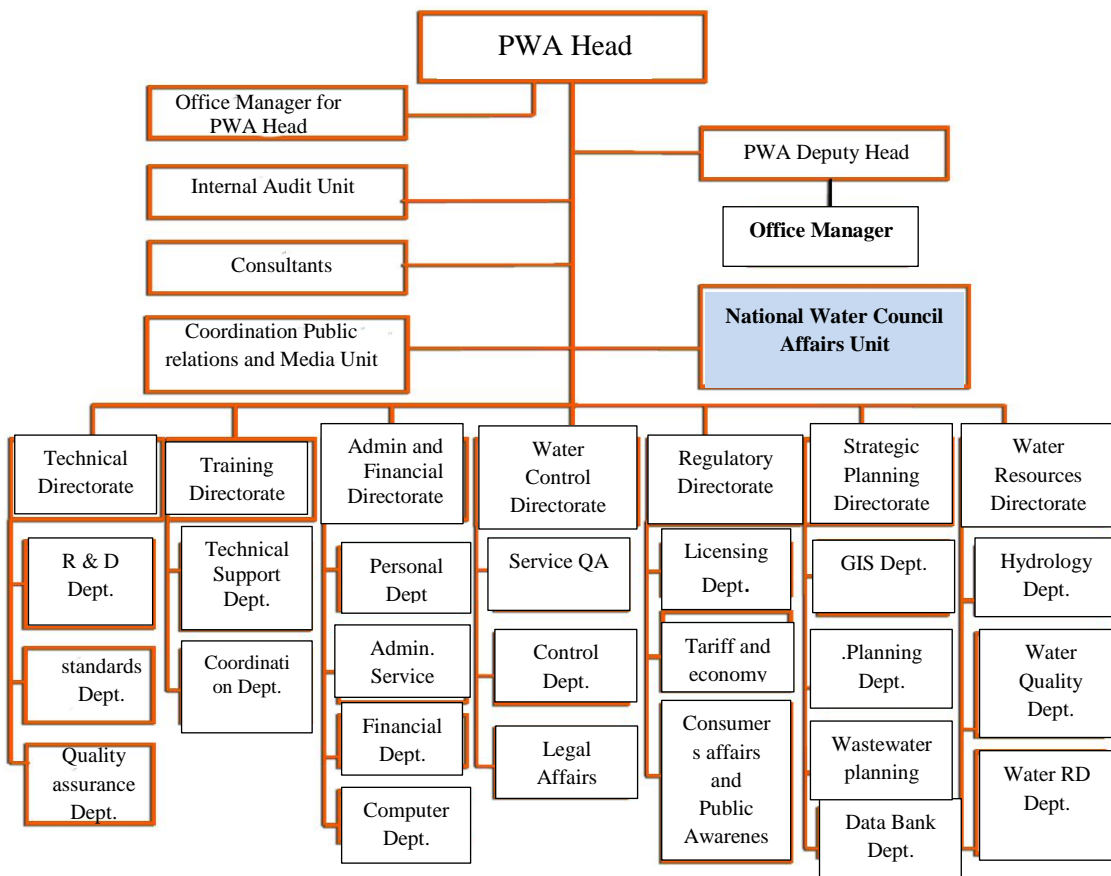 PWA Head
Office Manager for
PWA Head
PWA Deputy Head
Internal Audit Unit
Office Manager
Consultants
Coordination Public
relations and Media Unit
National Water Council
Affairs Unit
Technical
Directorate
Training
Directorate
Admin and
Financial
Directorate
Water
Control
Directorate
Regulatory
Directorate
Strategic
Planning
Directorate
Water
Resources
Directorate
R & D
Dept.
standards
Dept.
Quality
assurance
Dept.
Technical
Support
Dept.
Coordinati
on Dept.
Personal
Dept
Admin.
Service
Financial
Dept.
Computer
Dept.
Service QA
Control
Dept.
Legal
Affairs
Licensing
Dept.
Tariff and
economy
Consumer
s affairs
and
Public
Awarenes
GIS Dept.
.Planning
Dept.
Wastewater
planning
Data Bank
Dept.
Hydrology
Dept.
Water
Quality
Dept.
Water RD
Dept.